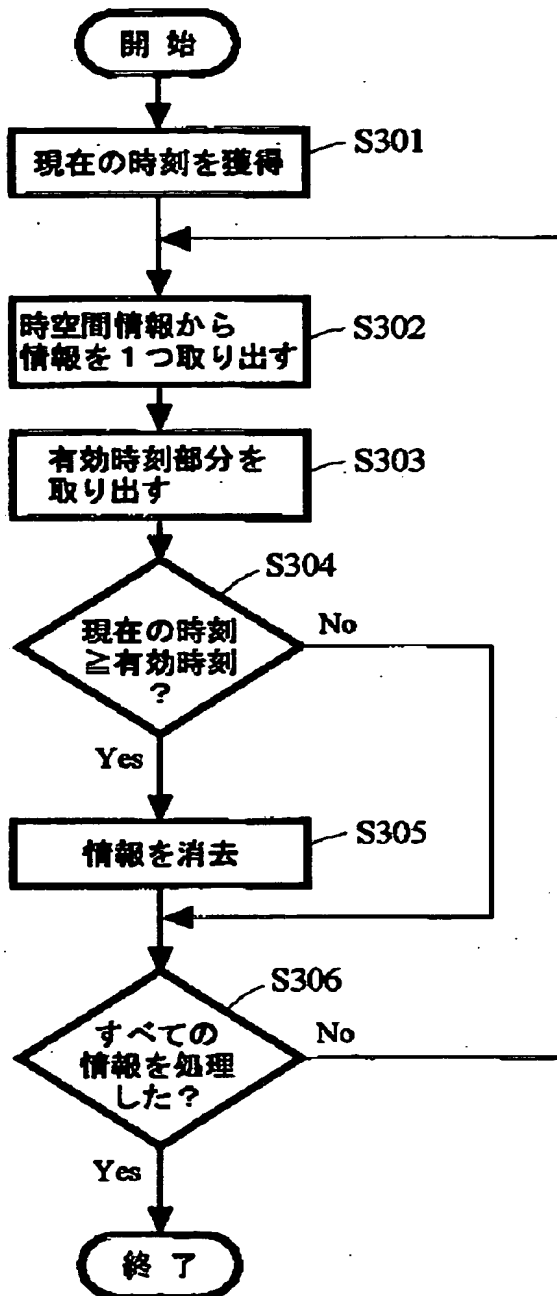 開 始
現在の時刻を獲得
S301
時空間情報から
情報を1つ取り出す
S302
有効時刻部分を
取り出す
S303
S304
現在の時刻
≧有効時刻
?
No
Yes
情報を消去
S305
S306
すべての
情報を処理
した?
No
Yes
終 了